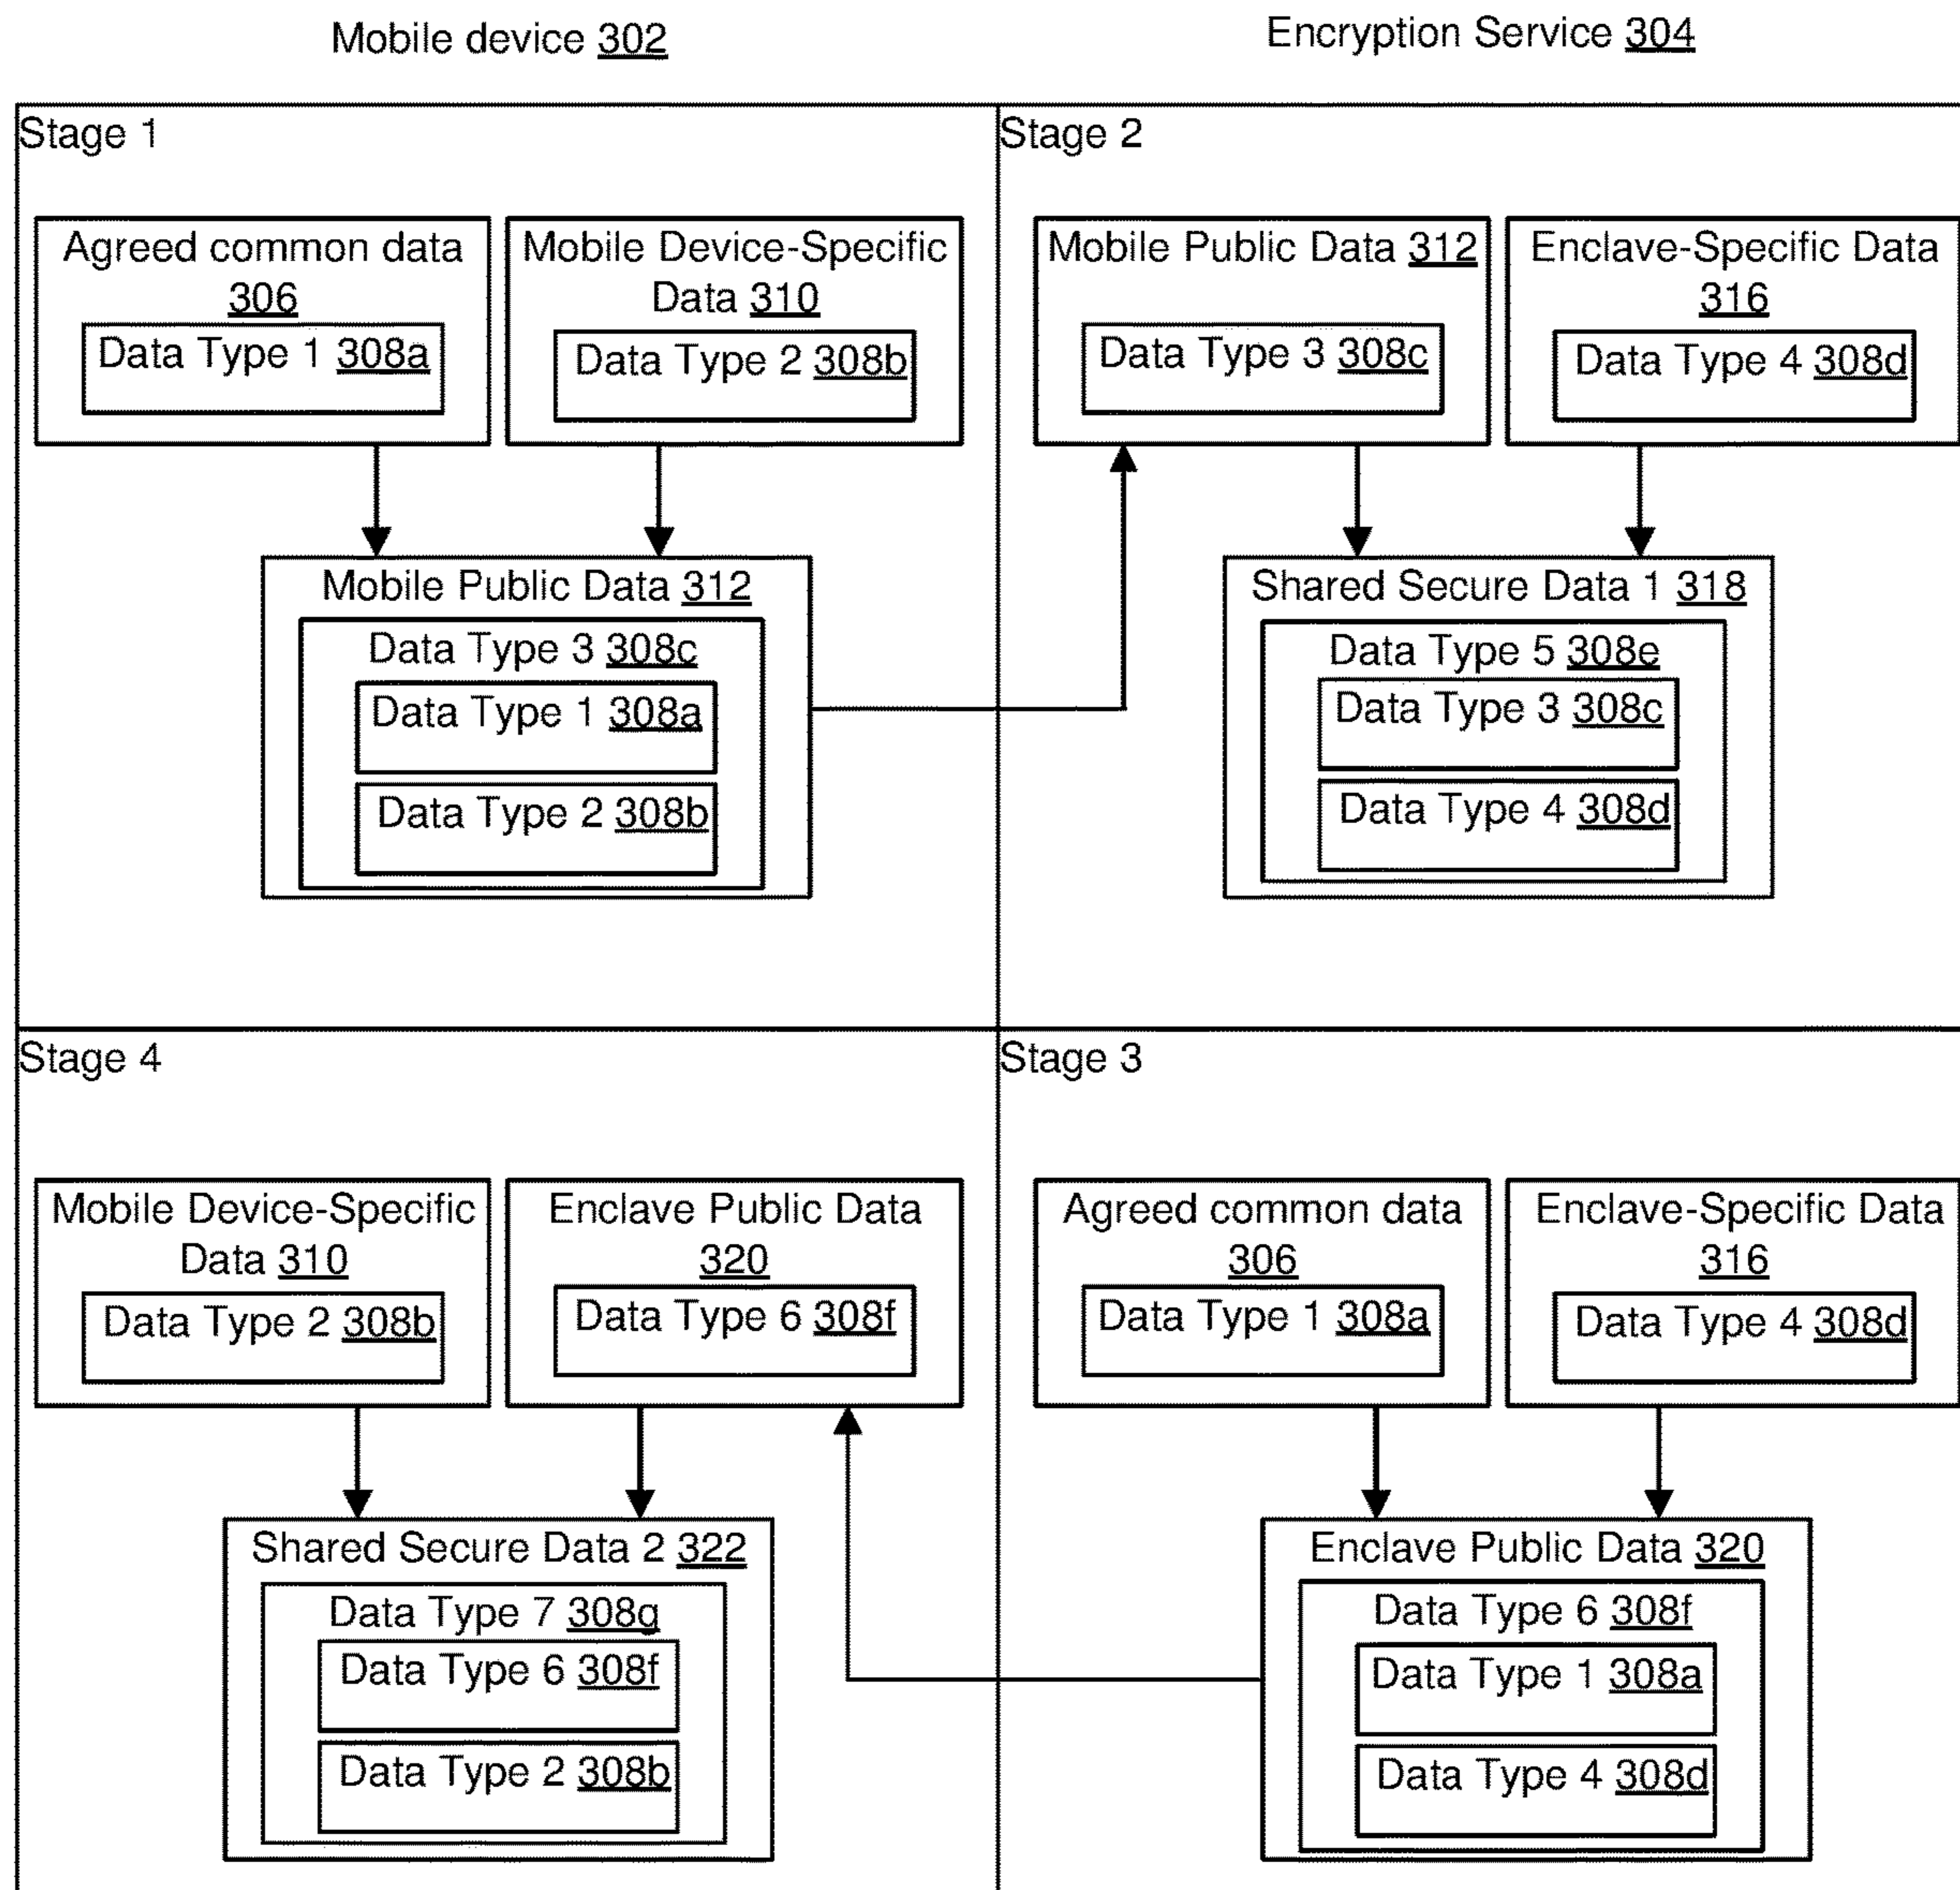 Mobile device 302
Encryption Service 304
Stage 1
Agreed common data
306
Data Type 1 308a
Mobile Device-Specific
Data 310
Data Type 2 308b
Mobile Public Data 312
Data Type 3 308c
Data Type 1 308a
Data Type 2 308b
Stage 2
Mobile Public Data 312
Data Type 3 308c
Enclave-Specific Data
316
Data Type 4 308d
Shared Secure Data 1 318
Data Type 5 308e
Data Type 3 308c
Data Type 4 308d
Stage 4
Mobile Device-Specific
Data 310
Data Type 2 308b
Enclave Public Data
320
Data Type 6 308f
Shared Secure Data 2 322
Data Type 7 308g
Data Type 6 308f
Data Type 2 308b
Stage 3
Agreed common data
306
Data Type 1 308a
Enclave-Specific Data
316
Data Type 4 308d
Enclave Public Data 320
Data Type 6 308f
Data Type 1 308a
Data Type 4 308d